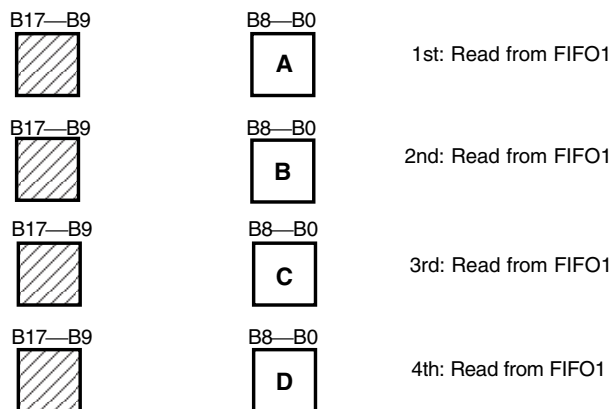 B17—B9 B8—B0
A 1st: Read from FIFO1
B17—B9 B8—B0
B 2nd: Read from FIFO1
B17—B9 B8—B0
C 3rd: Read from FIFO1
B17—B9 B8—B0
D 4th: Read from FIFO1